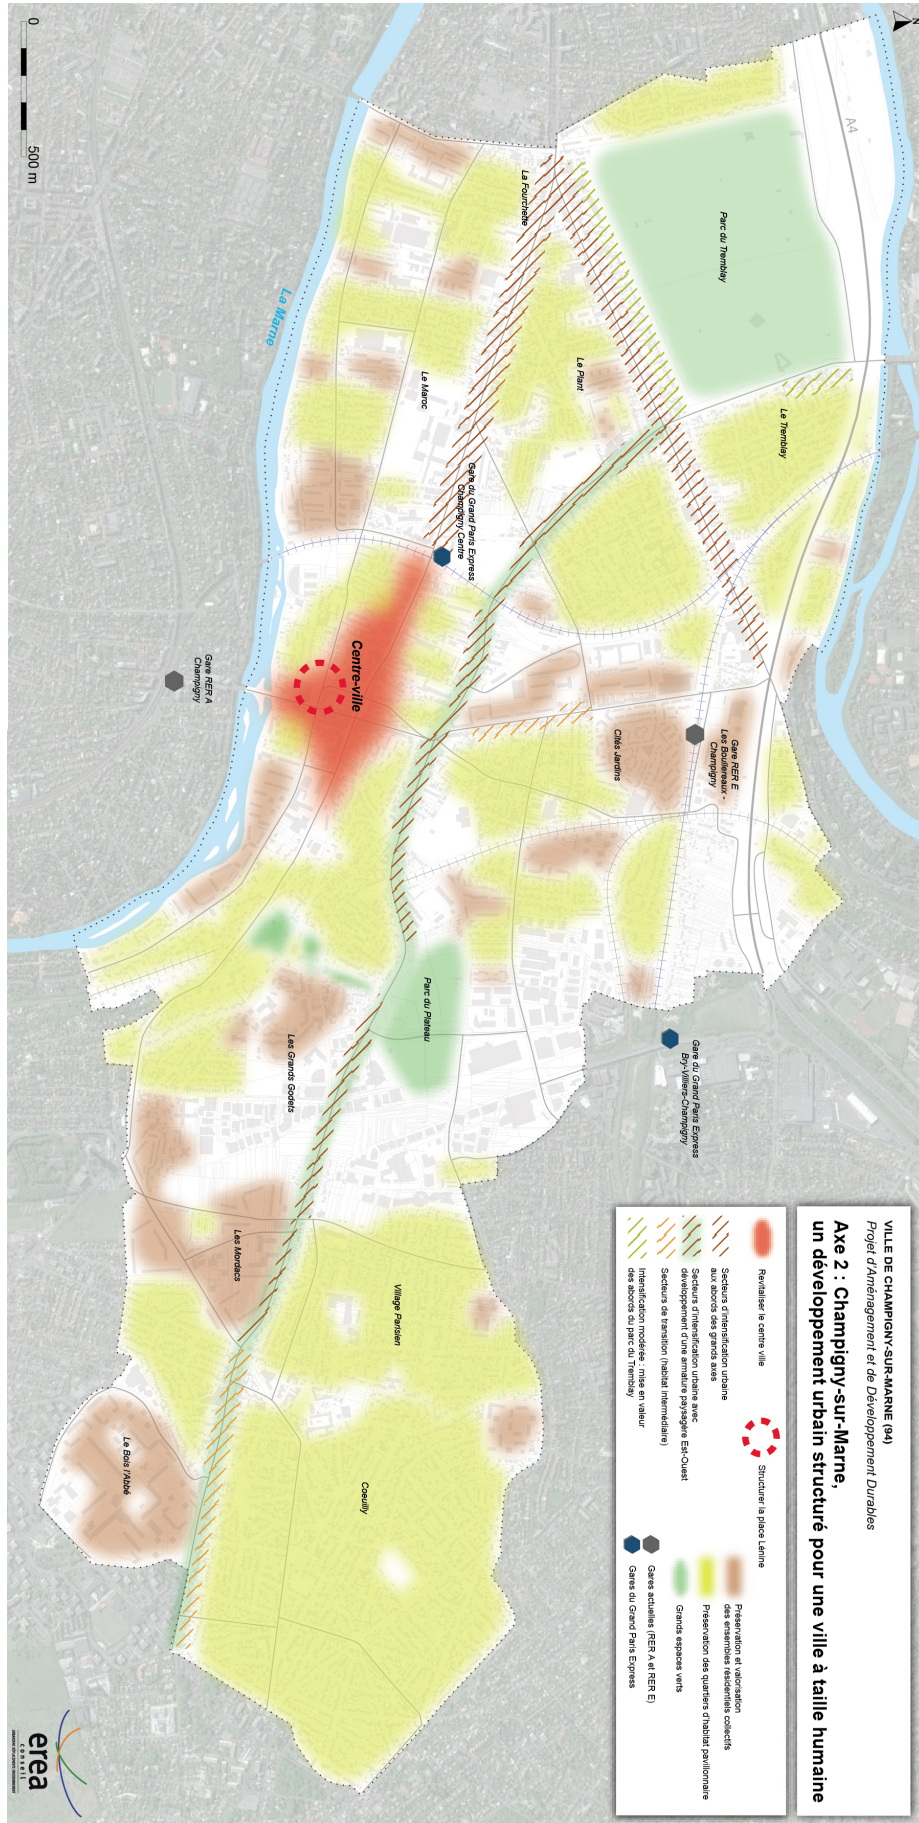 VILLE DE CHAMPIGNY-SUR-MARNE (94)
Projet d'Aménagement et de Développement Durables
Axe 2 : Champigny-sur-Marne,
un développement urbain structuré pour une ville à taille humaine
Revitaliser le centre ville
Structurer la place Lénine
Secteurs d'intensification urbaine
aux abords des grands axes
Secteurs d'intensification urbaine avec
développement d'une armature paysagère Est-Ouest
Secteurs de transition (habitat intermédiaire)
Intensification modérée : mise en valeur
des abords du parc du Tremblay
Préservation et valorisation
des ensembles résidentiels collectifs
Préservation des quartiers d'habitat pavillonnaire
Grands espaces verts
Gares actuelles (RER A et RER E)
Gares du Grand Paris Express
N
A4
Parc du Tremblay
Le Tremblay
La Fourchette
Le Plant
Le Maroc
La Marne
Gare du Grand Paris Express
Champigny Centre
Centre-ville
Gare RER A
Champigny
Gare RER E
Les Boullereaux -
Champigny
Cités Jardins
Parc du Plateau
Gare du Grand Paris Express
Bry-Villiers-Champigny
Les Grands Godets
Les Mordacs
Village Parisien
Coeuilly
Le Bois l'Abbé
0
500 m
erea
conseil